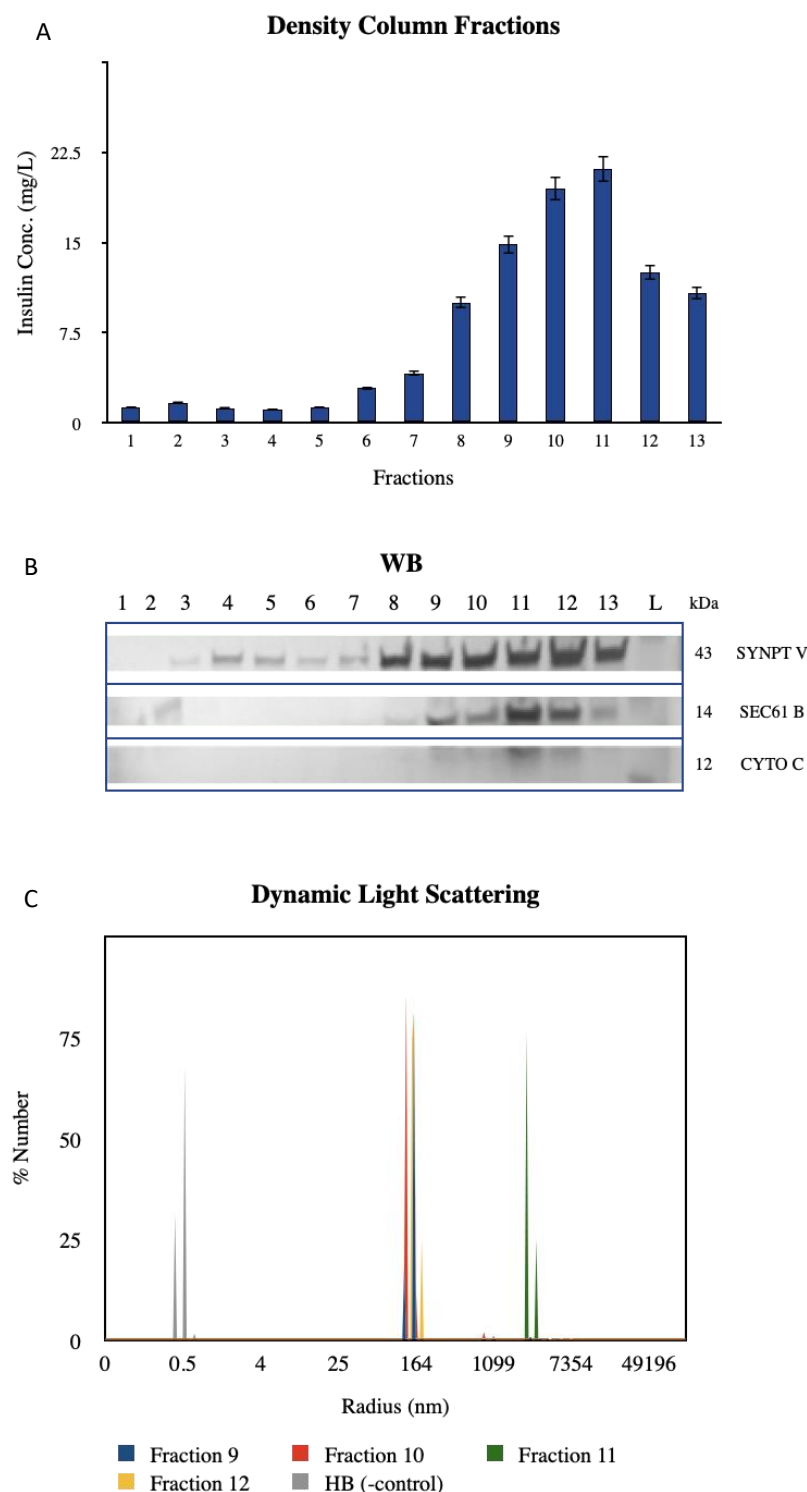 A
Density Column Fractions
Insulin Conc. (mg/L)
22.5
15
7.5
0
1 2 3 4 5 6 7 8 9 10 11 12 13
Fractions
B
WB
1 2 3 4 5 6 7 8 9 10 11 12 13 L kDa
43 SYNPT V
14 SEC61 B
12 CYTO C
C
Dynamic Light Scattering
% Number
75
50
25
0
0 0.5 4 25 164 1099 7354 49196
Radius (nm)
Fraction 9 Fraction 10 Fraction 11
Fraction 12 HB (-control)